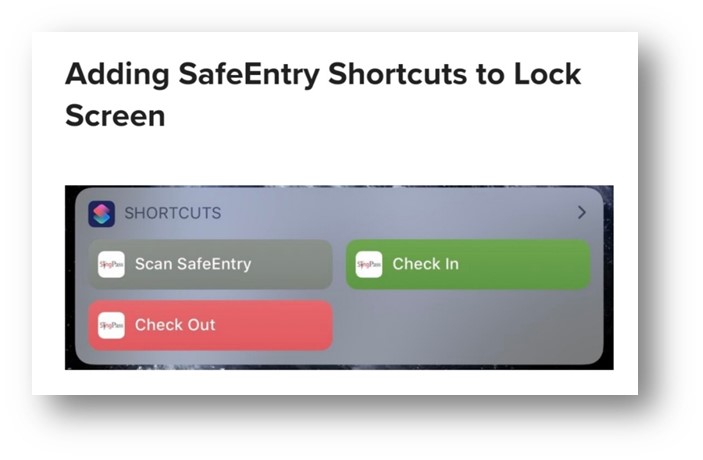 Adding SafeEntry Shortcuts to Lock
Screen
SHORTCUTS
SingPass Scan SafeEntry
SingPass Check In
SingPass Check Out